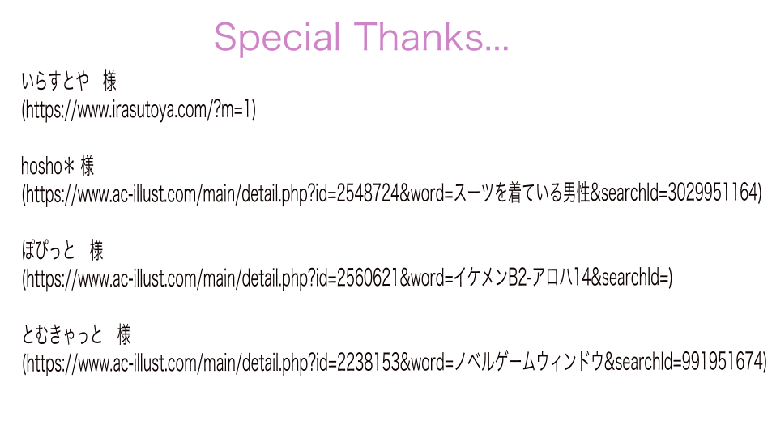 Special Thanks...
いらすとや　様
(https://www.irasutoya.com/?m=1)
hosho＊ 様
(https://www.ac-illust.com/main/detail.php?id=2548724&word=スーツを着ている男性&searchId=3029951164)
ぽぴっと　様
(https://www.ac-illust.com/main/detail.php?id=2560621&word=イケメンB2-アロハ14&searchId=)
とむきゃっと　様
(https://www.ac-illust.com/main/detail.php?id=2238153&word=ノベルゲームウィンドウ&searchId=991951674)